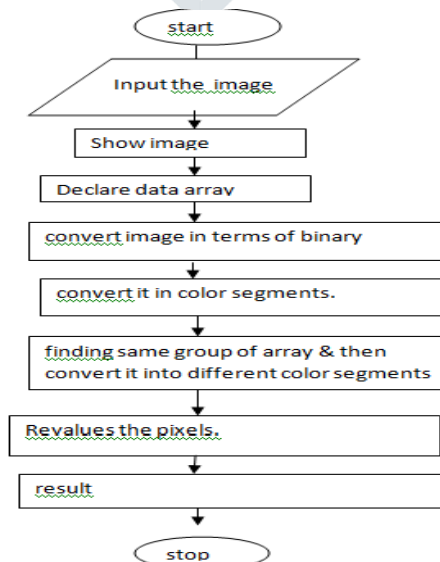 start
Input the image
Show image
Declare data array
convert image in terms of binary
convert it in color segments.
finding same group of array & then
convert it into different color segments
Revalues the pixels.
result
stop